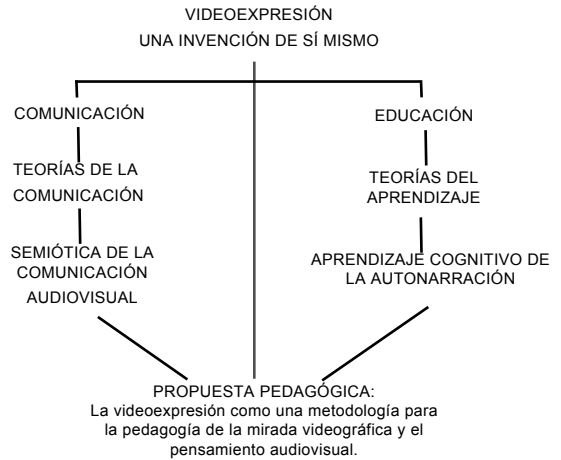 VIDEOEXPRESIÓN
UNA INVENCIÓN DE SÍ MISMO
COMUNICACIÓN
TEORÍAS DE LA
COMUNICACIÓN
SEMIÓTICA DE LA
COMUNICACIÓN
AUDIOVISUAL
EDUCACIÓN
TEORÍAS DEL
APRENDIZAJE
APRENDIZAJE COGNITIVO DE
LA AUTONARRACIÓN
PROPUESTA PEDAGÓGICA:
La videoexpresión como una metodología para
la pedagogía de la mirada videográfica y el
pensamiento audiovisual.